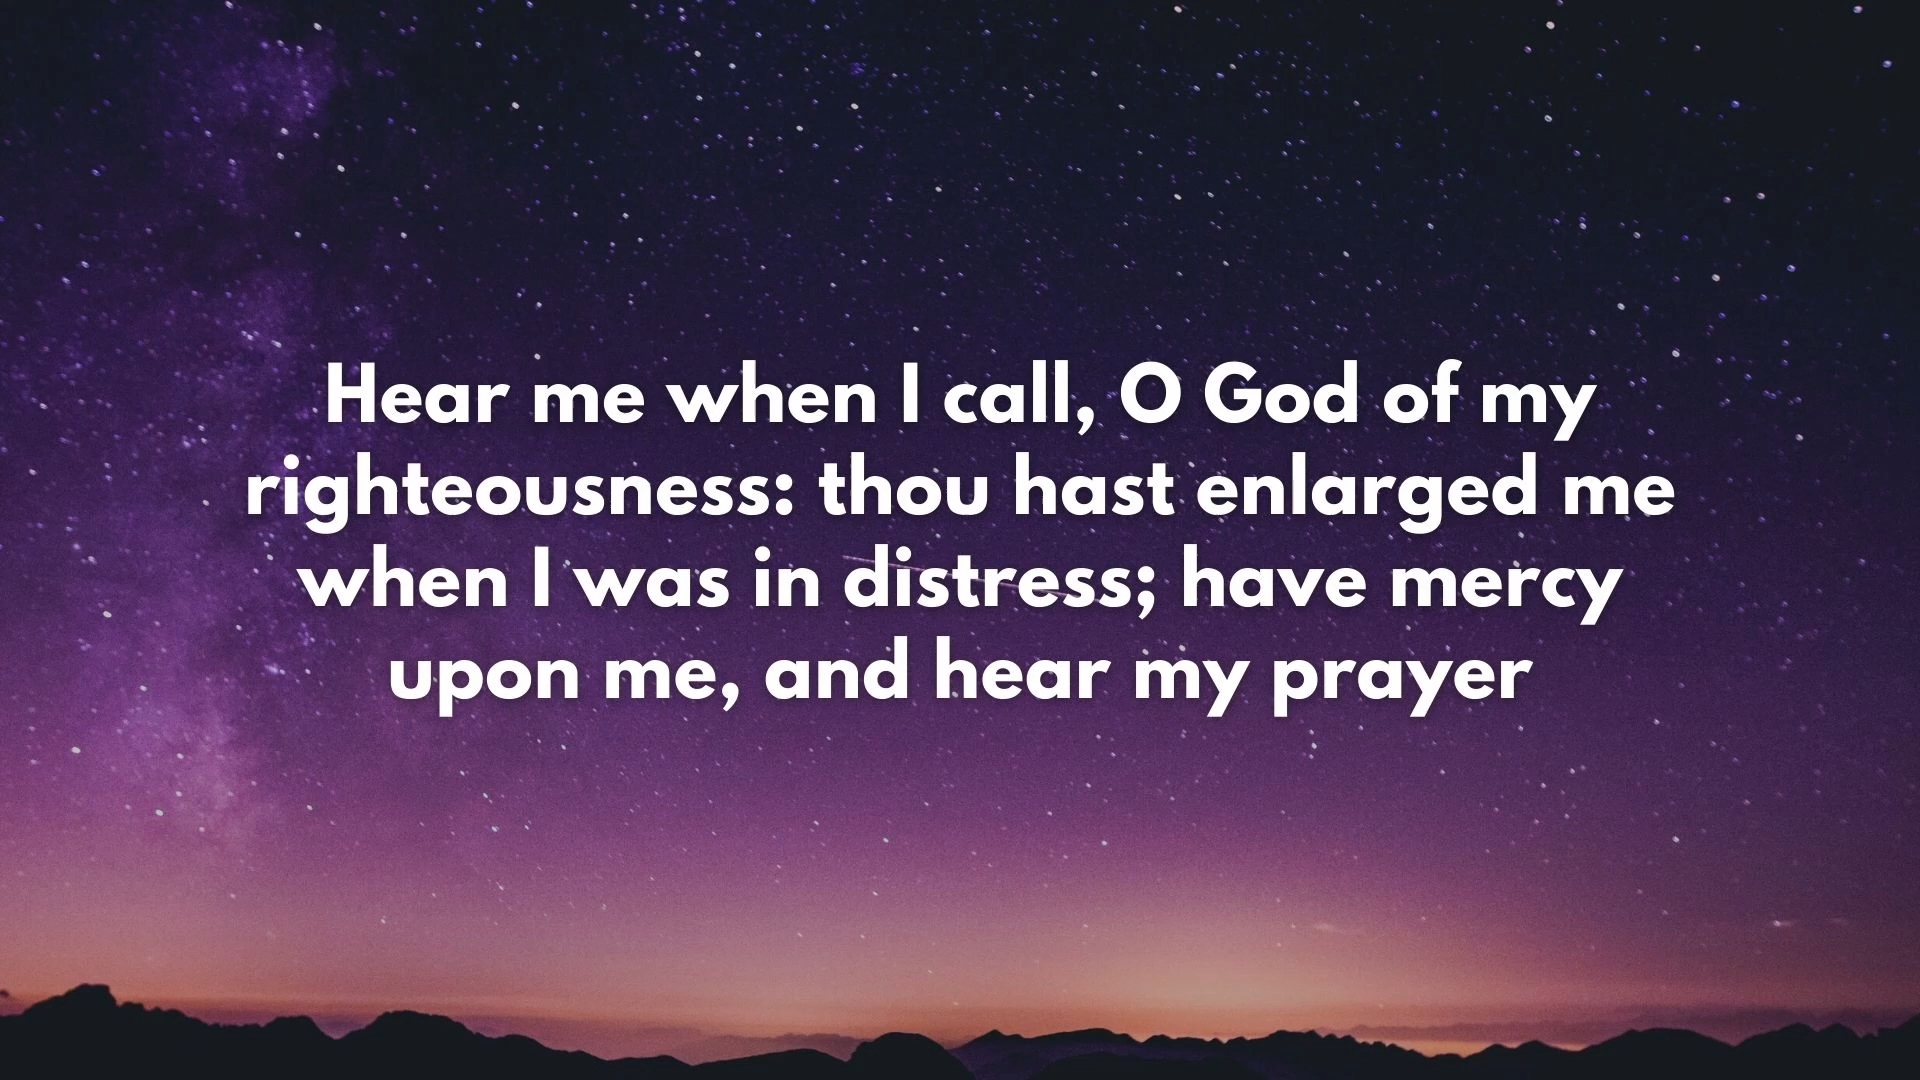 Hear me when I call, O God of my
righteousness: thou hast enlarged me
when I was in distress; have mercy
upon me, and hear my prayer